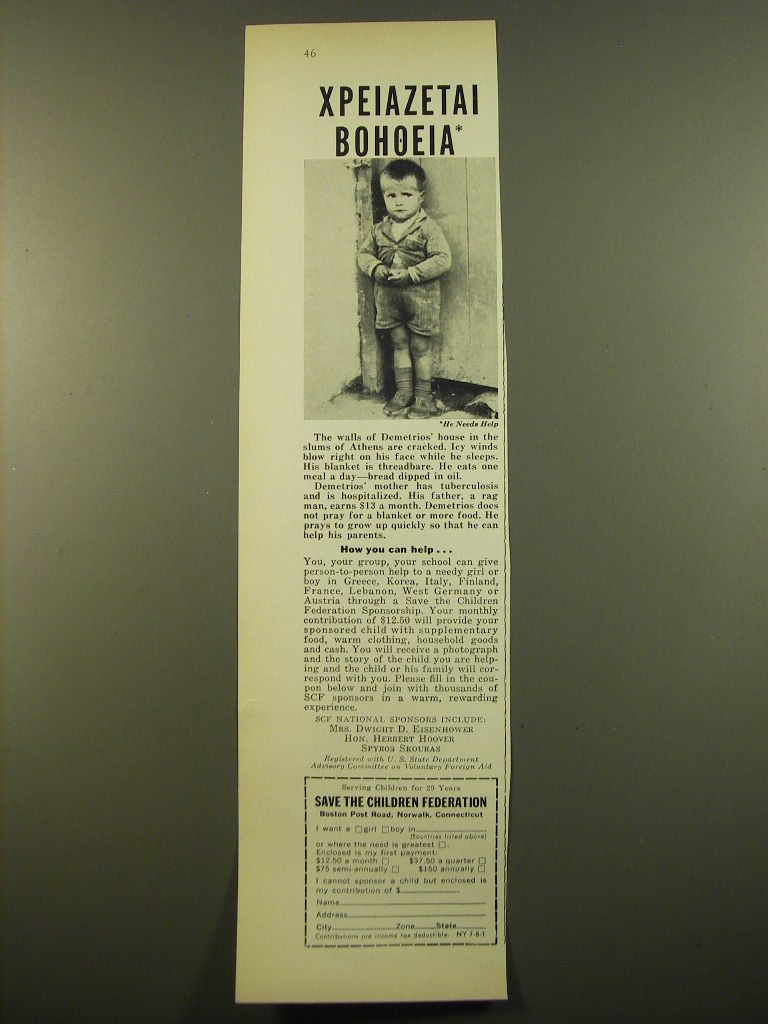 46
ΧΡΕΙΑΖΕΤΑΙ
ΒΟΗΘΕΙΑ*
*He Needs Help
The walls of Demetrios' house in the
slums of Athens are cracked. Icy winds
blow right on his face while he sleeps.
His blanket is threadbare. He eats one
meal a day—bread dipped in oil.
Demetrios' mother has tuberculosis
and is hospitalized. His father, a rag
man, earns $13 a month. Demetrios does
not pray for a blanket or more food. He
prays to grow up quickly so that he can
help his parents.
How you can help...
You, your group, your school can give
person-to-person help to a needy girl or
boy in Greece, Korea, Italy, Finland,
France, Lebanon, West Germany or
Austria through a Save the Children
Federation Sponsorship. Your monthly
contribution of $12.50 will provide your
sponsored child with supplementary
food, warm clothing, household goods
and cash. You will receive a photograph
and the story of the child you are help-
ing and the child or his family will cor-
respond with you. Please fill in the cou-
pon below and join with thousands of
SCF sponsors in a warm, rewarding
experience.
SCF NATIONAL SPONSORS INCLUDE:
MRS. DWIGHT D. EISENHOWER
HON. HERBERT HOOVER
SPYROS SKOURAS
Registered with U. S. State Department
Advisory Committee on Voluntary Foreign Aid
Serving Children for 29 Years
SAVE THE CHILDREN FEDERATION
Boston Post Road, Norwalk, Connecticut
I want a □ girl □ boy in
(Countries listed above)
or where the need is greatest □.
Enclosed is my first payment:
$12.50 a month □ $37.50 a quarter □
$75 semi-annually □ $150 annually □
I cannot sponsor a child but enclosed is
my contribution of $
Name
Address
City Zone State
Contributions are income tax deductible. NY 7-8-1